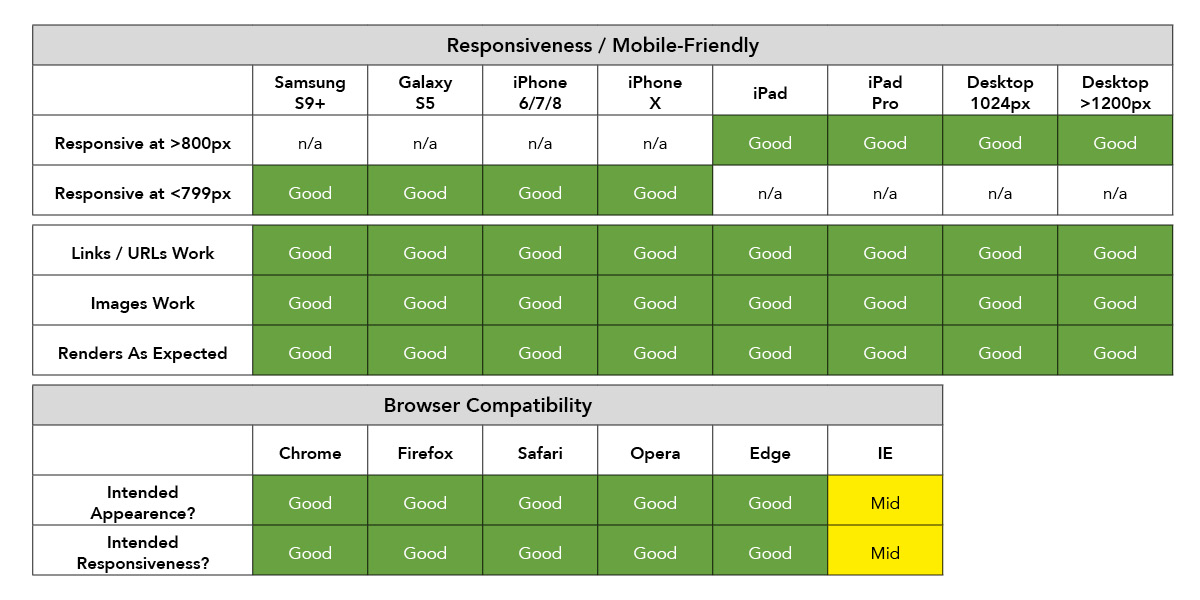 Responsiveness / Mobile-Friendly
Samsung S9+ Galaxy S5 iPhone 6/7/8 iPhone X iPad iPad Pro Desktop 1024px Desktop >1200px
Responsive at >800px n/a n/a n/a n/a Good Good Good Good
Responsive at <799px Good Good Good Good n/a n/a n/a n/a
Links / URLs Work Good Good Good Good Good Good Good Good
Images Work Good Good Good Good Good Good Good Good
Renders As Expected Good Good Good Good Good Good Good Good
Browser Compatibility
Chrome Firefox Safari Opera Edge IE
Intended Appearence? Good Good Good Good Good Mid
Intended Responsiveness? Good Good Good Good Good Mid